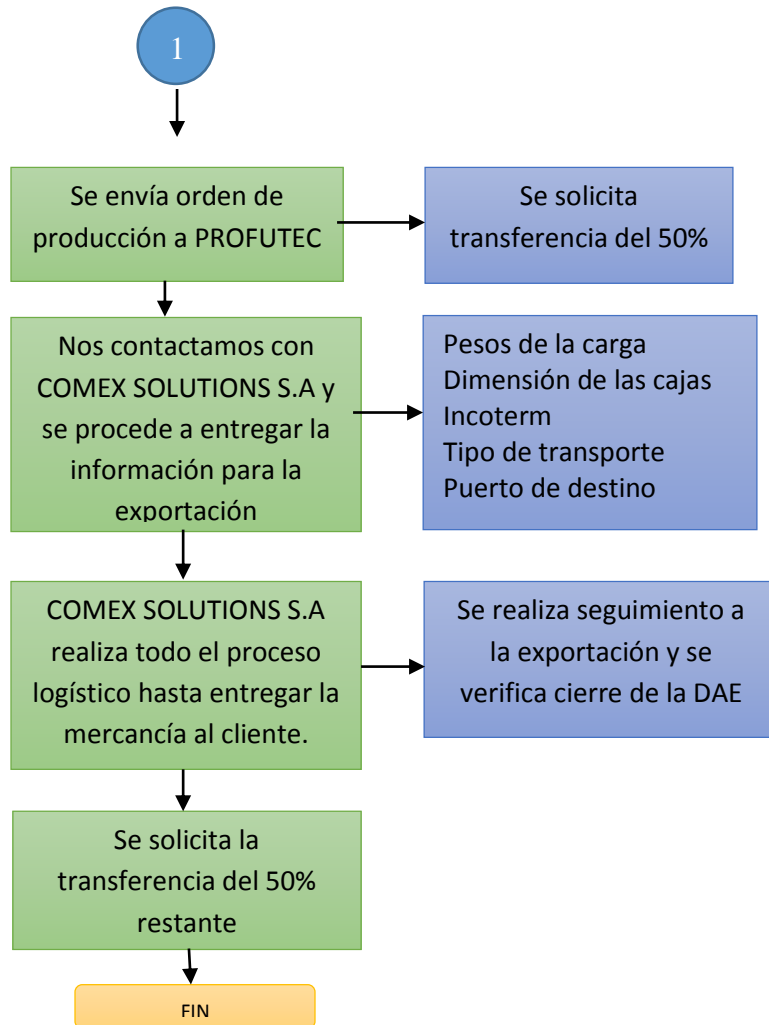 1
Se envía orden de
producción a PROFUTEC
Se solicita
transferencia del 50%
Nos contactamos con
COMEX SOLUTIONS S.A y
se procede a entregar la
información para la
exportación
Pesos de la carga
Dimensión de las cajas
Incoterm
Tipo de transporte
Puerto de destino
COMEX SOLUTIONS S.A
realiza todo el proceso
logístico hasta entregar la
mercancía al cliente.
Se realiza seguimiento a
la exportación y se
verifica cierre de la DAE
Se solicita la
transferencia del 50%
restante
FIN